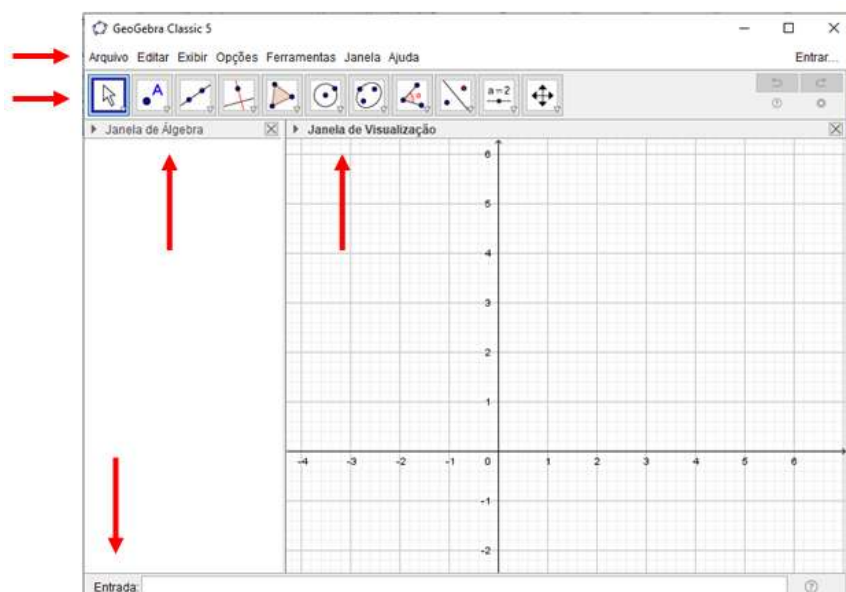 GeoGebra Classic 5
Arquivo Editar Exibir Opções Ferramentas Janela Ajuda Entrar...
A
a=2
Janela de Álgebra Janela de Visualização
6
5
4
3
2
1
-4 -3 -2 -1 0 1 2 3 4 5 6
-1
-2
Entrada: